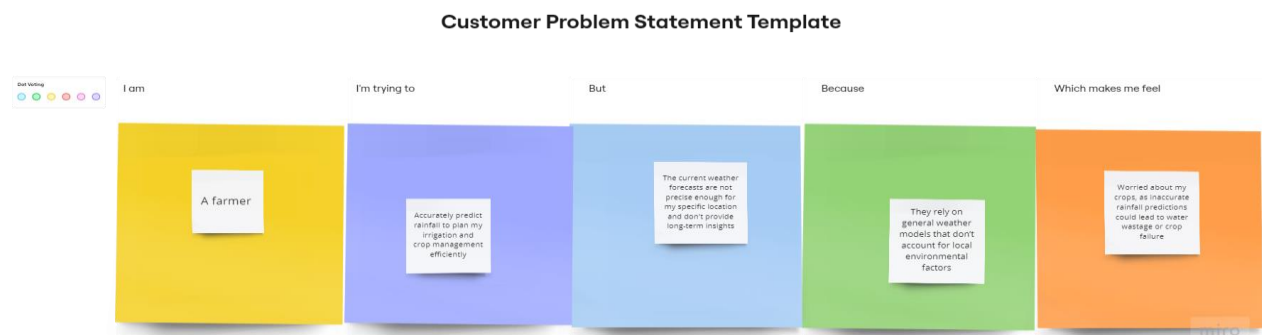 Customer Problem Statement Template
Dot Voting
I am
I'm trying to
But
Because
Which makes me feel
A farmer
Accurately predict
rainfall to plan my
irrigation and
crop management
efficiently
The current weather
forecasts are not
precise enough for
my specific location
and don't provide
long-term insights
They rely on
general weather
models that don't
account for local
environmental
factors
Worried about my
crops, as inaccurate
rainfall predictions
could lead to water
wastage or crop
failure
miro